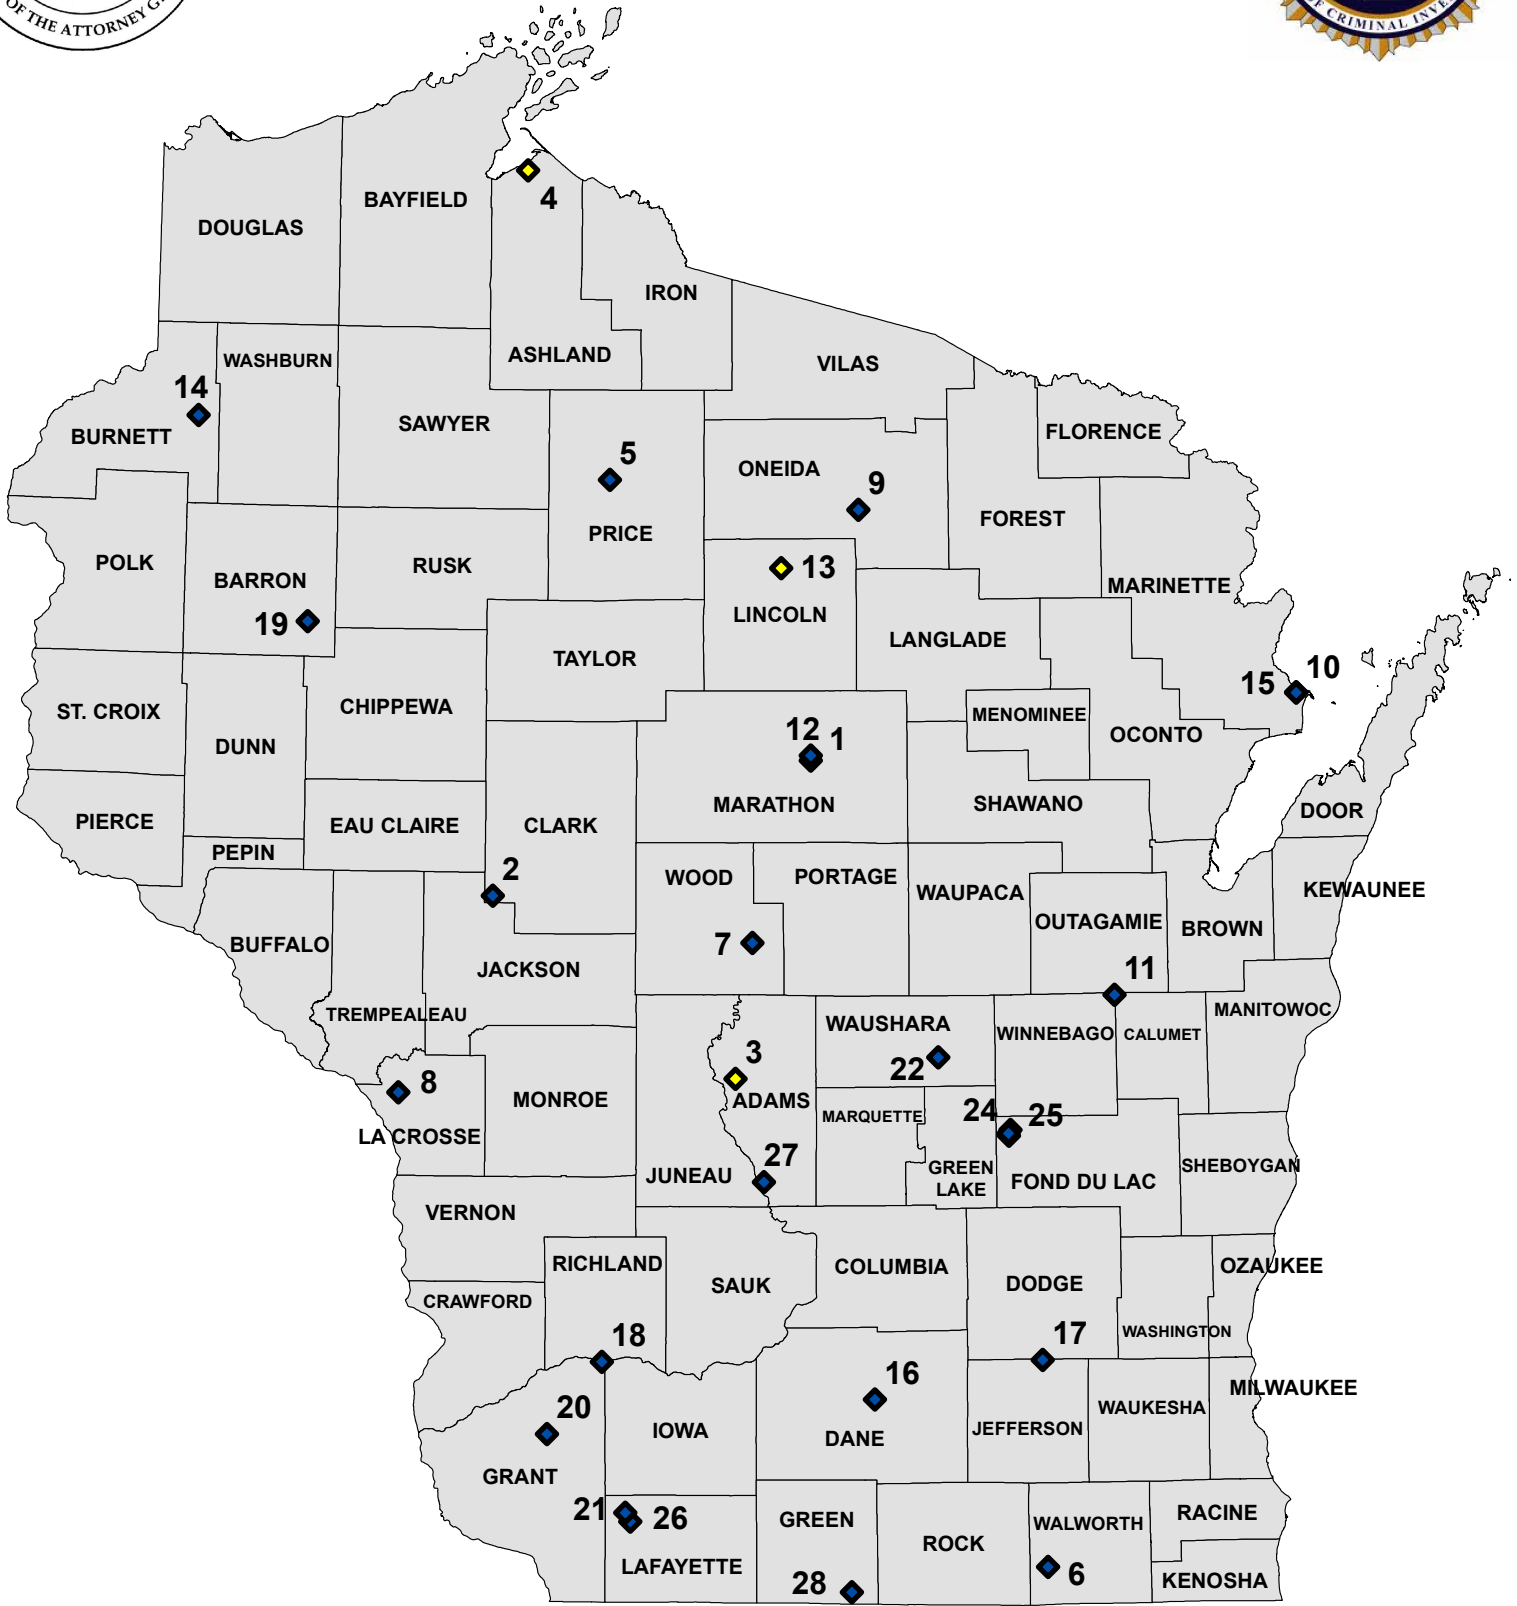 OF THE ATTORNEY G
OF CRIMINAL INVE
4
BAYFIELD
DOUGLAS
IRON
ASHLAND
WASHBURN
VILAS
14
SAWYER
BURNETT
FLORENCE
5
ONEIDA
9
FOREST
PRICE
POLK
RUSK
13
BARRON
MARINETTE
LINCOLN
19
LANGLADE
TAYLOR
10
15
CHIPPEWA
ST. CROIX
MENOMINEE
12
1
OCONTO
DUNN
MARATHON
SHAWANO
DOOR
PIERCE
EAU CLAIRE
CLARK
PEPIN
2
WOOD
PORTAGE
WAUPACA
KEWAUNEE
OUTAGAMIE
BROWN
BUFFALO
7
JACKSON
11
TREMPEALEAU
MANITOWOC
WAUSHARA
WINNEBAGO
CALUMET
3
22
8
MONROE
ADAMS
MARQUETTE
24
25
LA CROSSE
27
JUNEAU
GREEN
LAKE
FOND DU LAC
SHEBOYGAN
VERNON
RICHLAND
COLUMBIA
OZAUKEE
SAUK
DODGE
CRAWFORD
18
17
WASHINGTON
16
MILWAUKEE
20
WAUKESHA
IOWA
JEFFERSON
DANE
GRANT
21
26
GREEN
RACINE
WALWORTH
ROCK
LAFAYETTE
28
6
KENOSHA